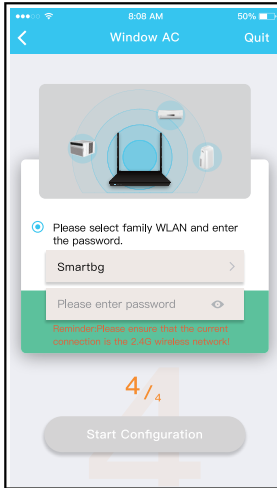 8:08 AM 50%
Window AC Quit
Please select family WLAN and enter
the password.
Smartbg
Please enter password
Reminder:Please ensure that the current
connection is the 2.4G wireless network!
4/4
4
Start Configuration